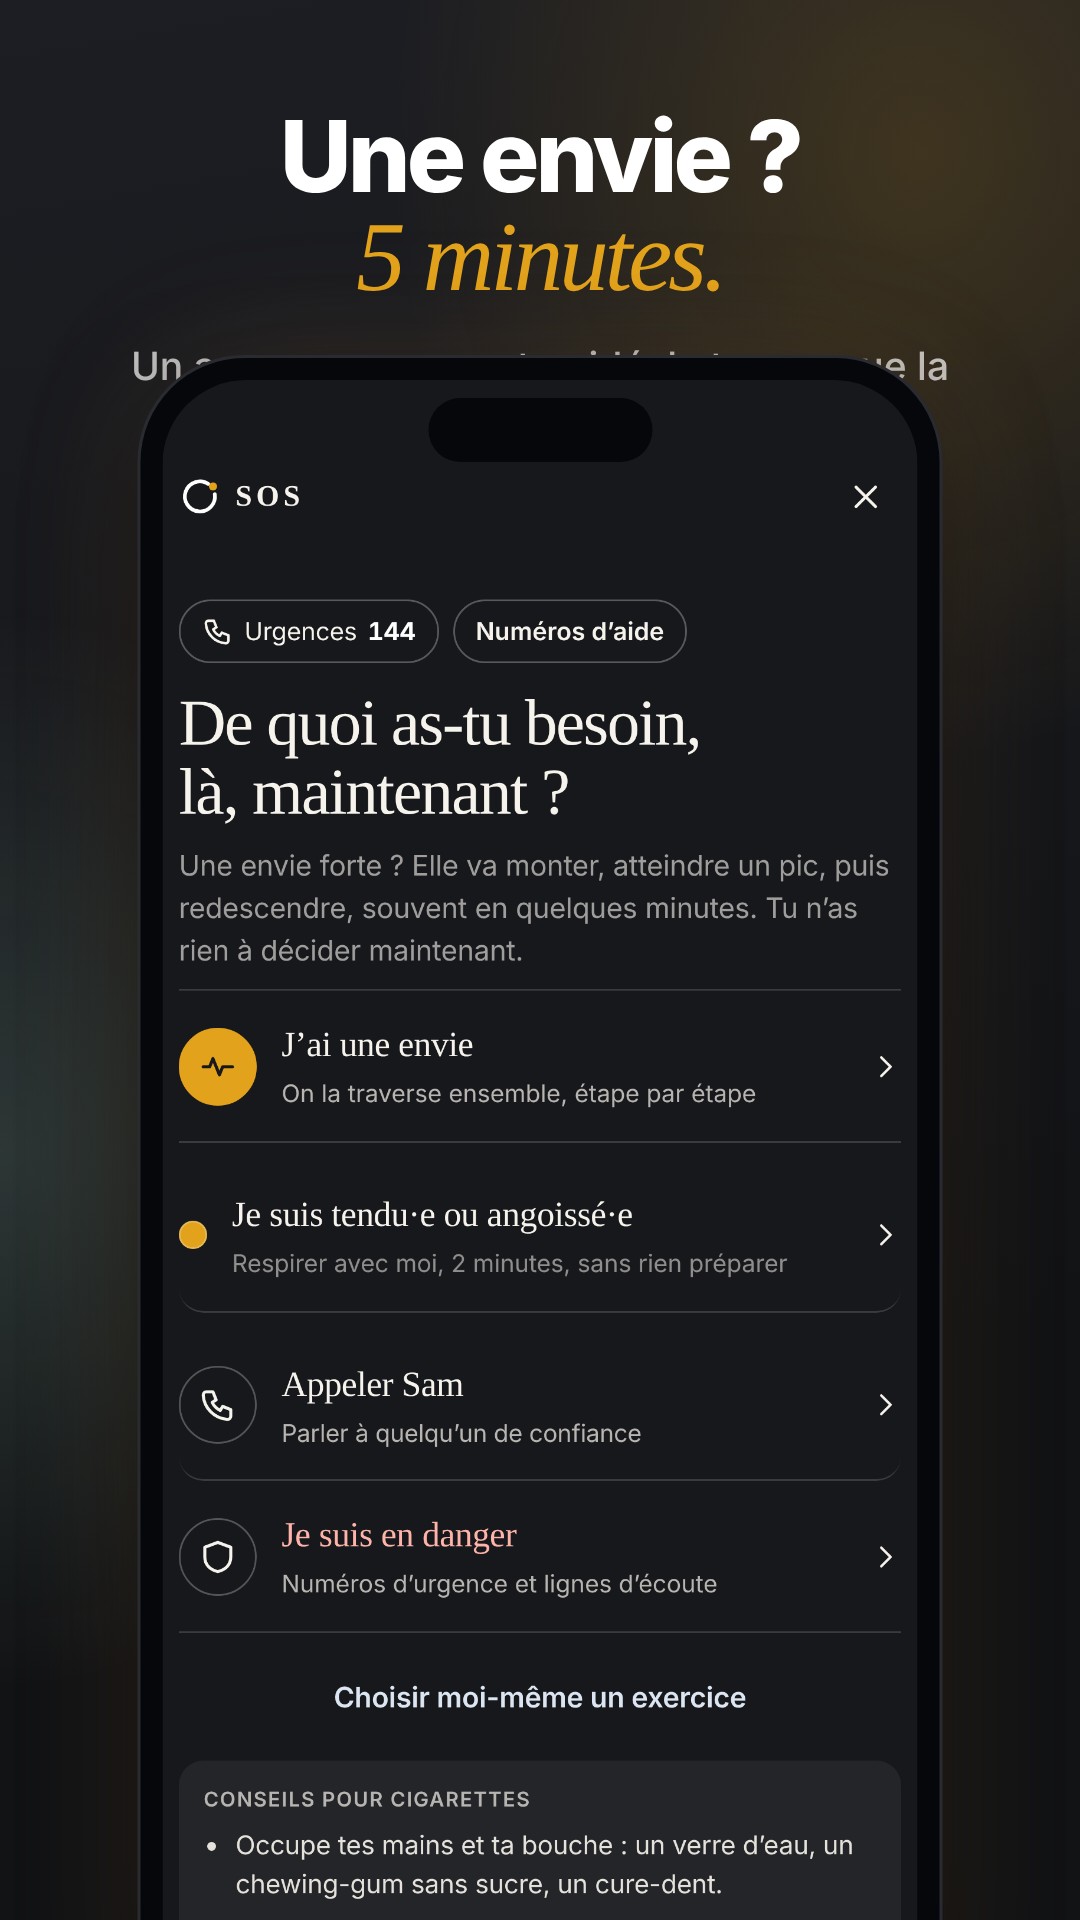 Une envie ?
5 minutes.
Un la
SOS
Urgences 144
Numéros d’aide
De quoi as-tu besoin,
là, maintenant ?
Une envie forte ? Elle va monter, atteindre un pic, puis
redescendre, souvent en quelques minutes. Tu n’as
rien à décider maintenant.
J’ai une envie
On la traverse ensemble, étape par étape
Je suis tendu·e ou angoissé·e
Respirer avec moi, 2 minutes, sans rien préparer
Appeler Sam
Parler à quelqu’un de confiance
Je suis en danger
Numéros d’urgence et lignes d’écoute
Choisir moi-même un exercice
CONSEILS POUR CIGARETTES
• Occupe tes mains et ta bouche : un verre d’eau, un
chewing-gum sans sucre, un cure-dent.